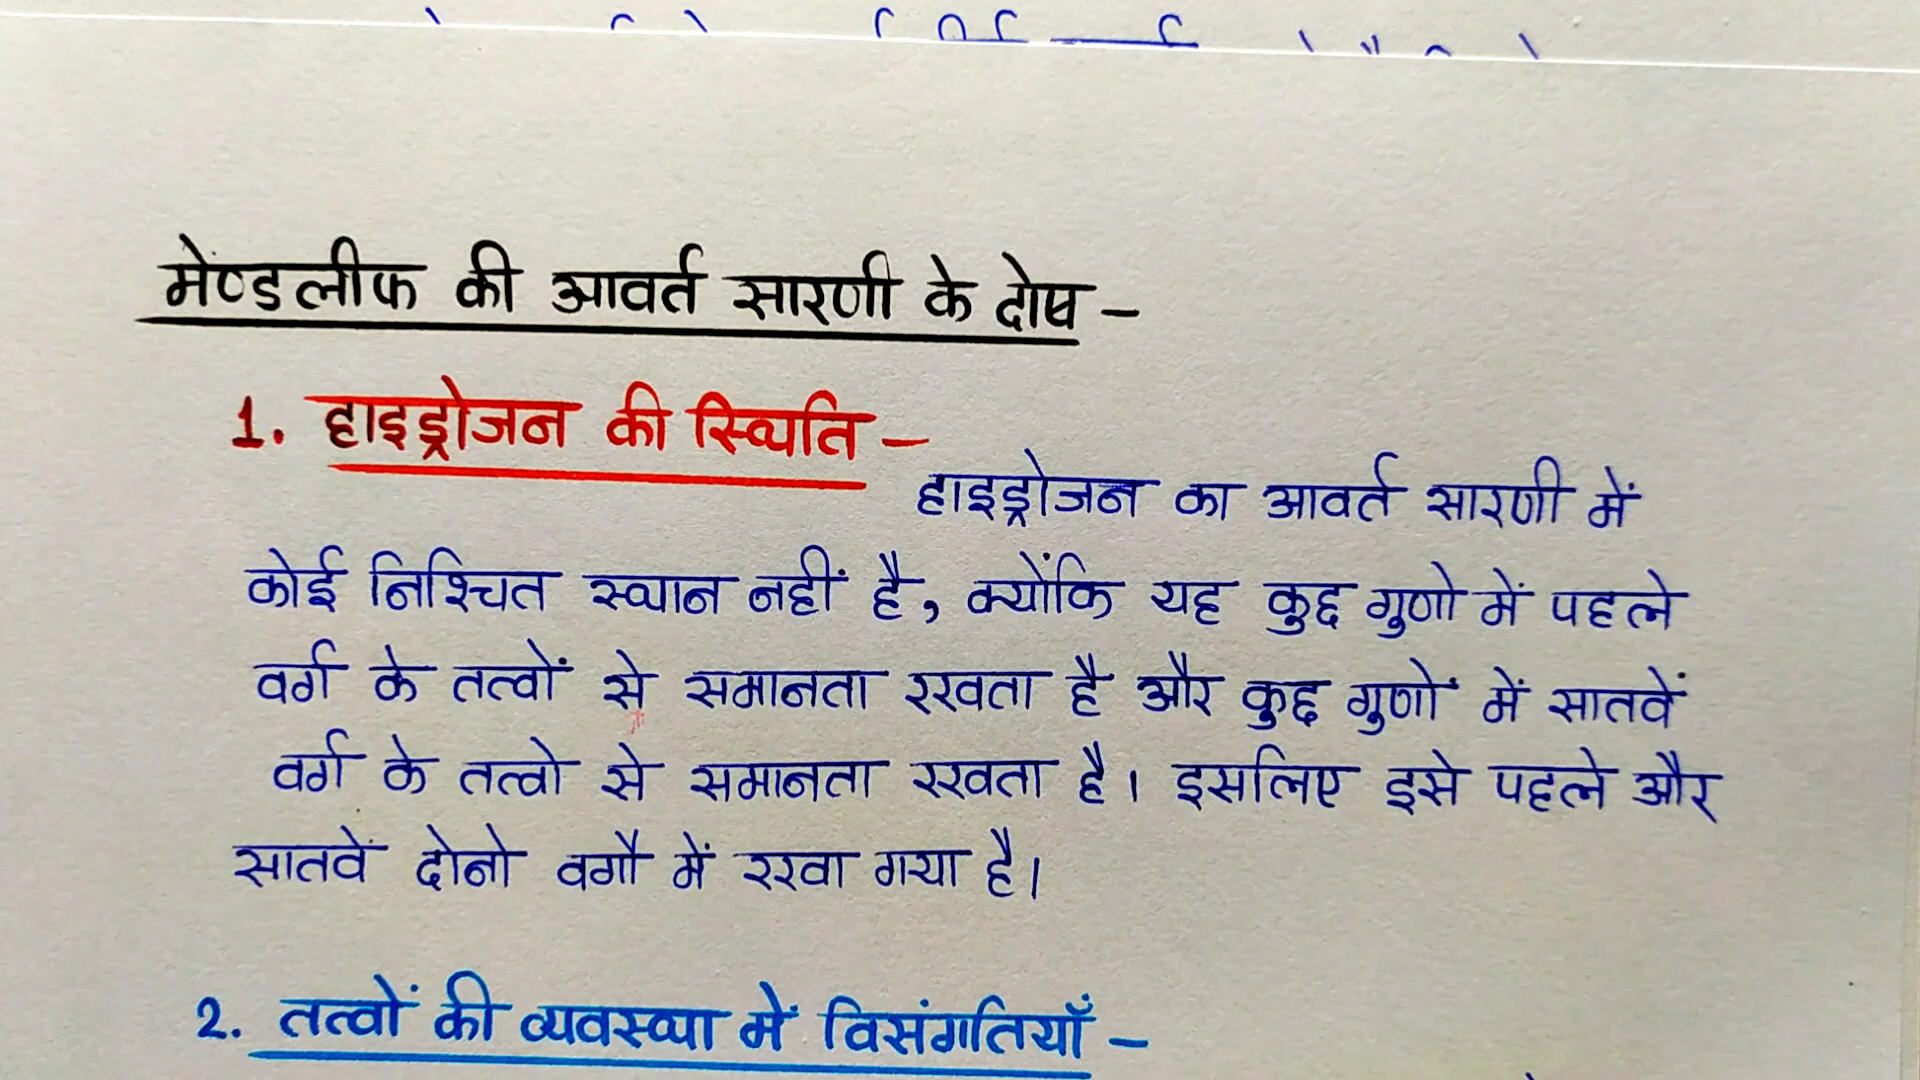 मेण्डलीफ की आवर्त सारणी के दोष –
1. हाइड्रोजन की स्थिति –
हाइड्रोजन का आवर्त सारणी में
कोई निश्चित स्थान नहीं है, क्योंकि यह कुछ गुणो में पहले
वर्ग के तत्वों से समानता रखता है और कुछ गुणों में सातवें
वर्ग के तत्वो से समानता रखता है। इसलिए इसे पहले और
सातवें दोनो वर्गों में रखा गया है।
2. तत्वों की व्यवस्था में विसंगतियाँ –